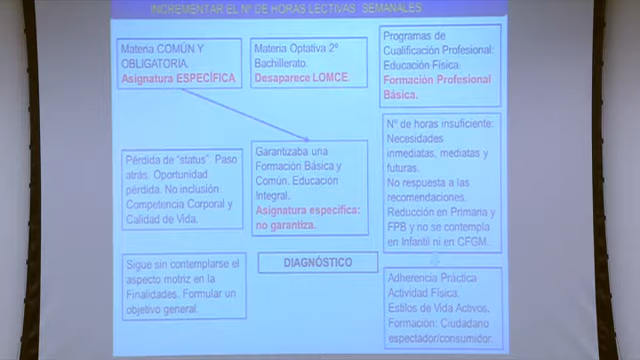 INCREMENTAR EL Nº DE HORAS LECTIVAS SEMANALES
Materia COMÚN Y
OBLIGATORIA.
Asignatura ESPECÍFICA
Materia Optativa 2º
Bachillerato.
Desaparece LOMCE.
Programas de
Cualificación Profesional:
Educación Física.
Formación Profesional
Básica.
Pérdida de "status". Paso
atrás. Oportunidad
pérdida. No inclusión
Competencia Corporal y
Calidad de Vida.
Garantizaba una
Formación Básica y
Común. Educación
Integral.
Asignatura específica:
no garantiza.
Nº de horas insuficiente:
Necesidades
inmediatas, mediatas y
futuras.
No respuesta a las
recomendaciones.
Reducción en Primaria y
FPB y no se contempla
en Infantil ni en CFGM.
Sigue sin contemplarse el
aspecto motriz en la
Finalidades. Formular un
objetivo general.
DIAGNÓSTICO
Adherencia Práctica
Actividad Física.
Estilos de Vida Activos.
Formación: Ciudadano
espectador/consumidor.